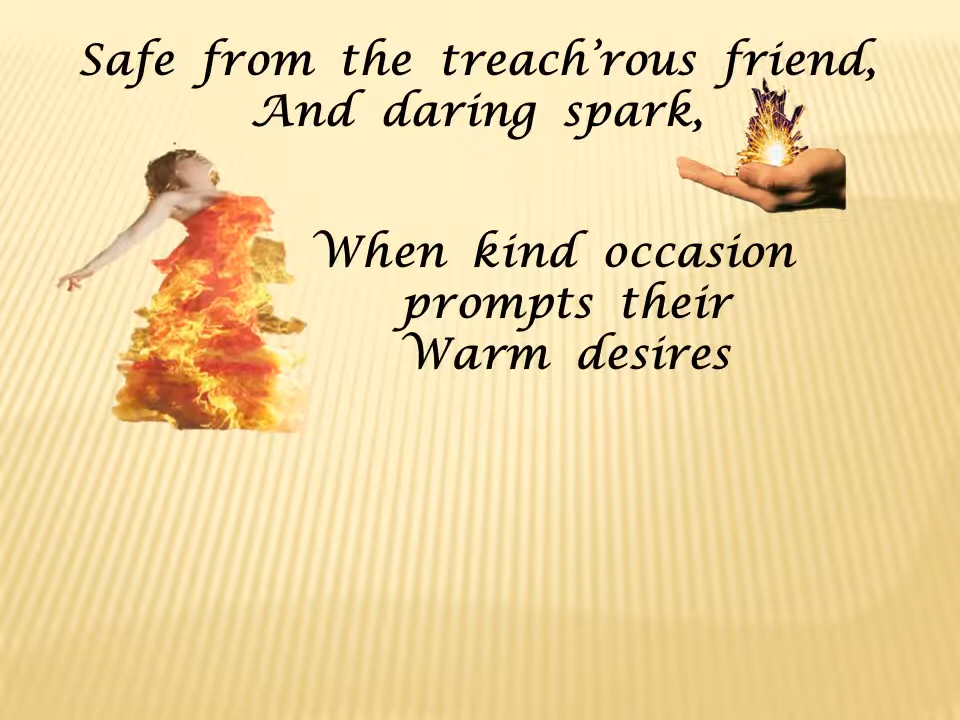 Safe from the treach’rous friend,
And daring spark,
When kind occasion
prompts their
Warm desires